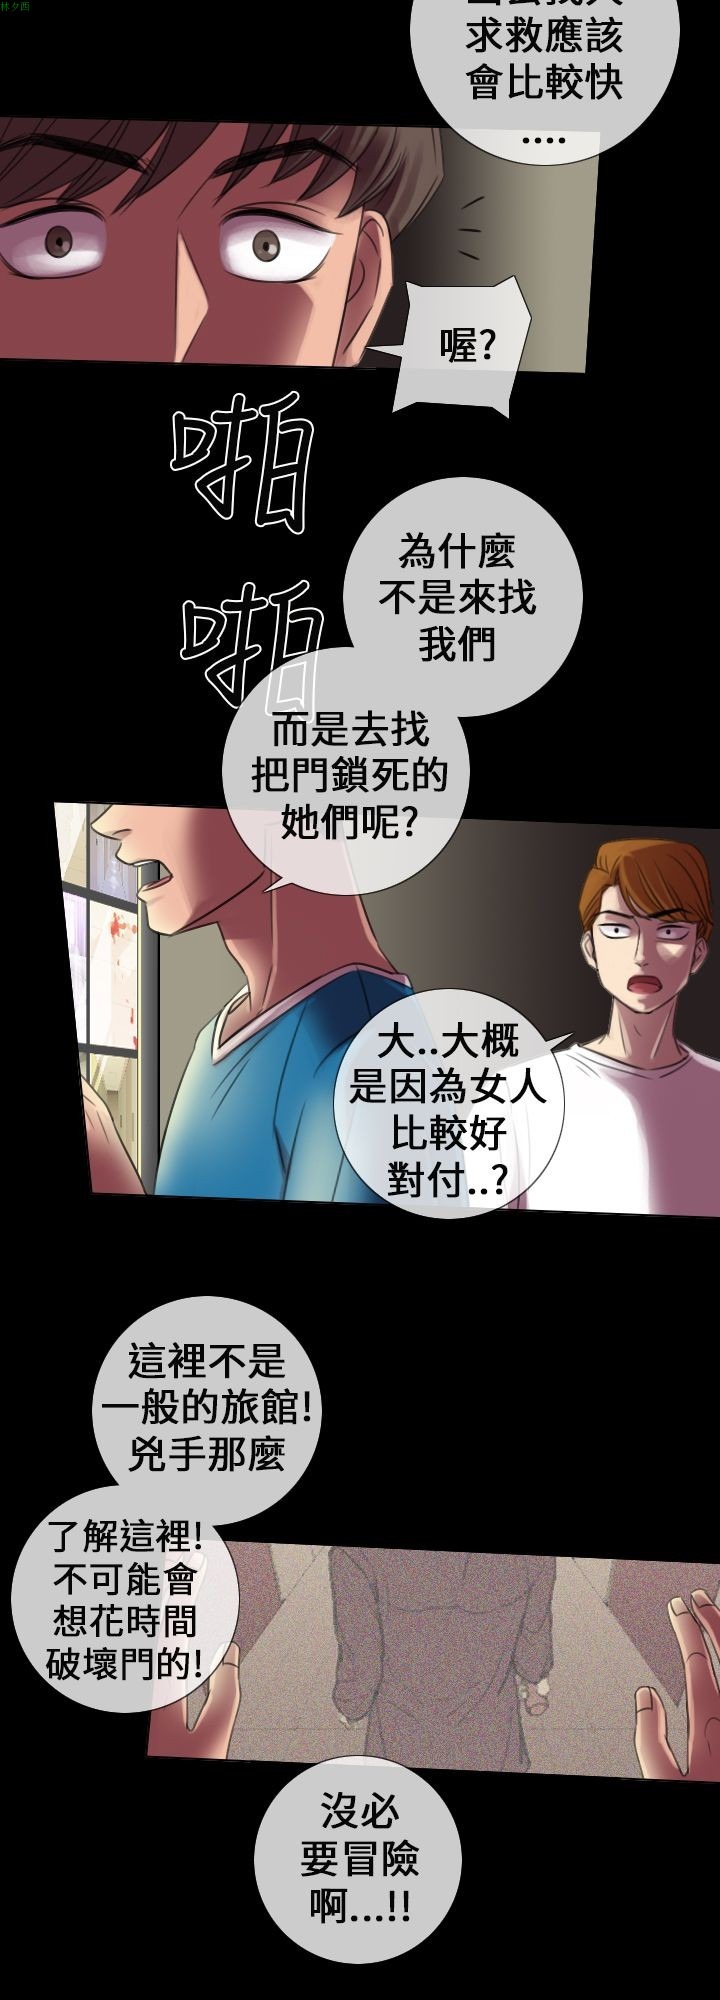 林夕西
求救應該
會比較快
....
喔?
啪
啪
為什麼
不是來找
我們
而是去找
把門鎖死的
她們呢?
大..大概
是因為女人
比較好
對付..?
這裡不是
一般的旅館!
兇手那麼
了解這裡!
不可能會
想花時間
破壞門的!
沒必
要冒險
啊...!!